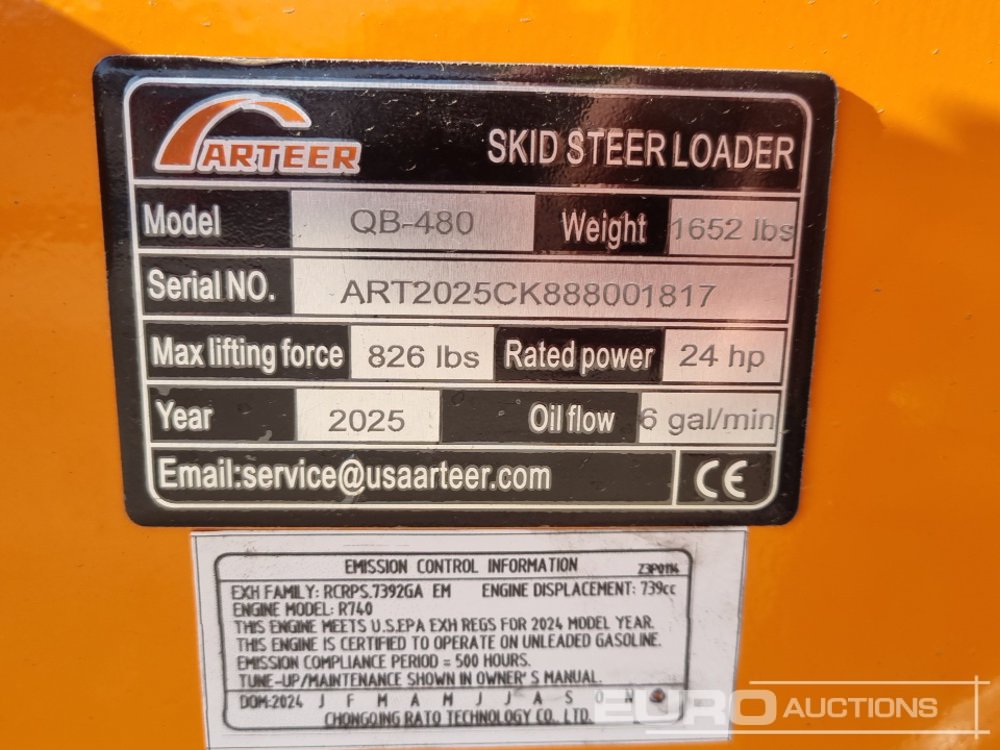 ARTEER
SKID STEER LOADER
Model QB-480 Weight 1652 lbs
Serial NO. ART2025CK888001817
Max lifting force 826 lbs Rated power 24 hp
Year 2025 Oil flow 6 gal/min
Email:service@usaarteer.com CE
EMISSION CONTROL INFORMATION Z3P0114
EXH FAMILY: RCRPS.7392GA EM ENGINE DISPLACEMENT: 739cc
ENGINE MODEL: R740
THIS ENGINE MEETS U.S.EPA EXH REGS FOR 2024 MODEL YEAR.
THIS ENGINE IS CERTIFIED TO OPERATE ON UNLEADED GASOLINE.
EMISSION COMPLIANCE PERIOD = 500 HOURS.
TUNE-UP/MAINTENANCE SHOWN IN OWNER'S MANUAL.
DOM:2024 J F M A M J J A S O N
CHONGQING RATO TECHNOLOGY CO., LTD.
EURO AUCTIONS